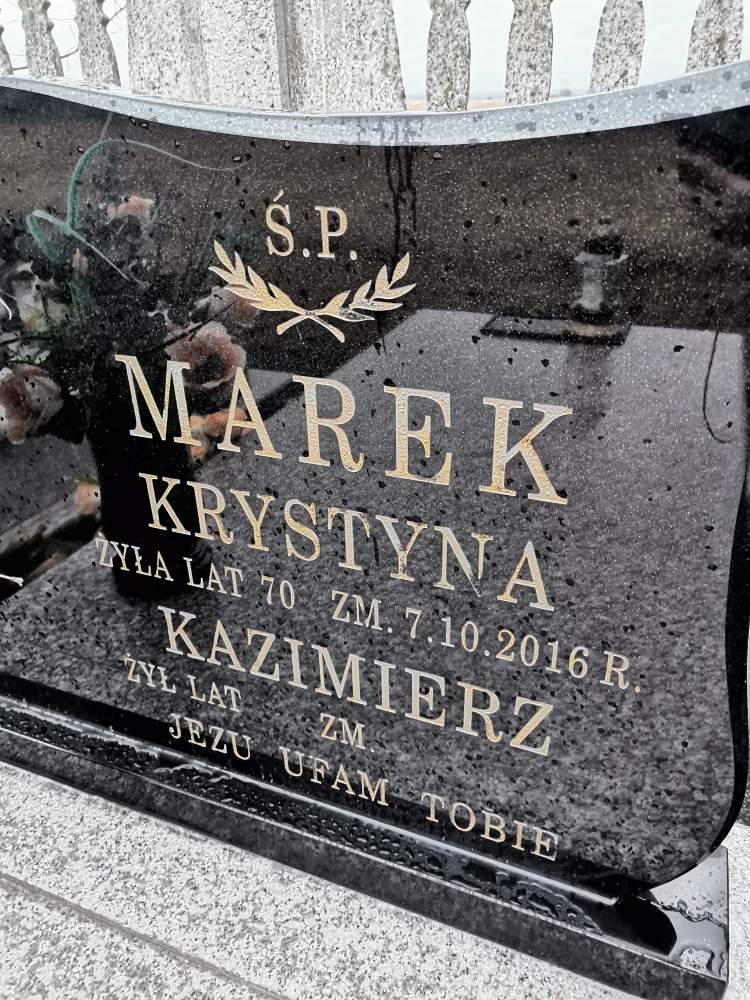 Ś.P.
MAREK
KRYSTYNA
ŻYŁA LAT 70 ZM. 7.10.2016 R.
KAZIMIERZ
ŻYŁ LAT ZM.
JEZU UFAM TOBIE